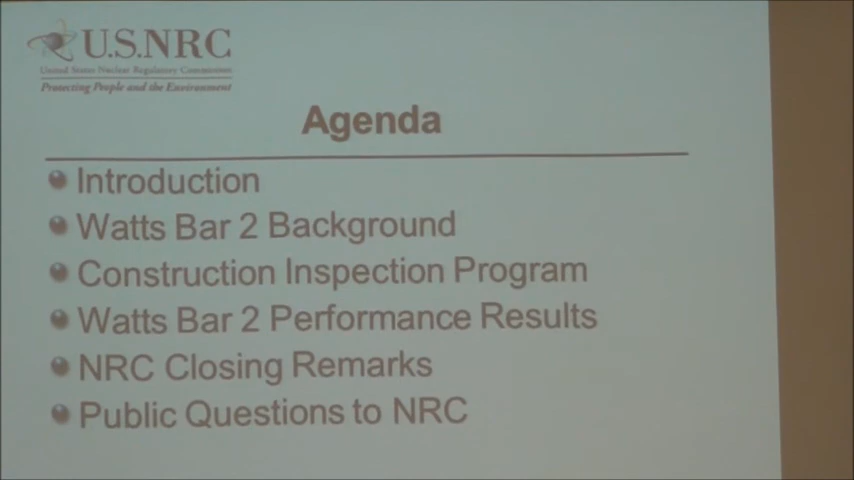 U.S.NRC
United States Nuclear Regulatory Commission
Protecting People and the Environment
Agenda
Introduction
Watts Bar 2 Background
Construction Inspection Program
Watts Bar 2 Performance Results
NRC Closing Remarks
Public Questions to NRC